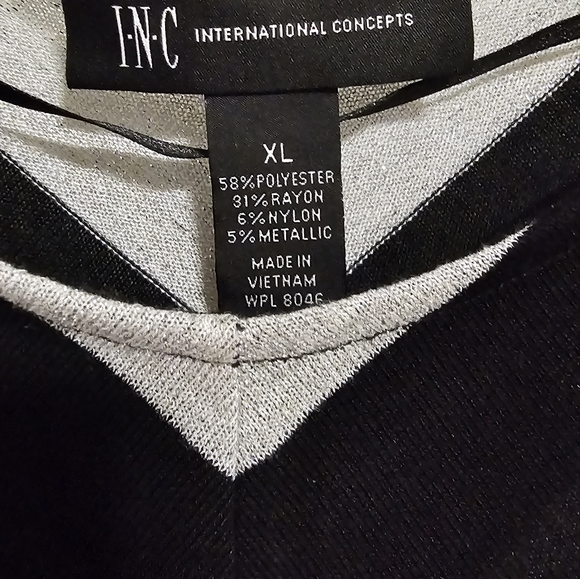 I·N·C INTERNATIONAL CONCEPTS
XL
58%POLYESTER
31%RAYON
6%NYLON
5%METALLIC
MADE IN
VIETNAM
WPL 8046